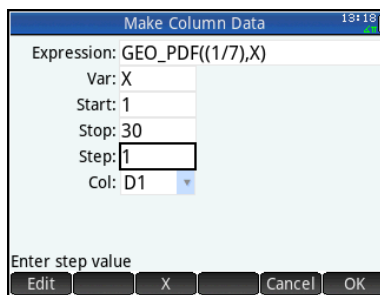 Make Column Data 13:18
Expression: GEO_PDF((1/7),X)
Var: X
Start: 1
Stop: 30
Step: 1
Col: D1
Enter step value
Edit X Cancel OK